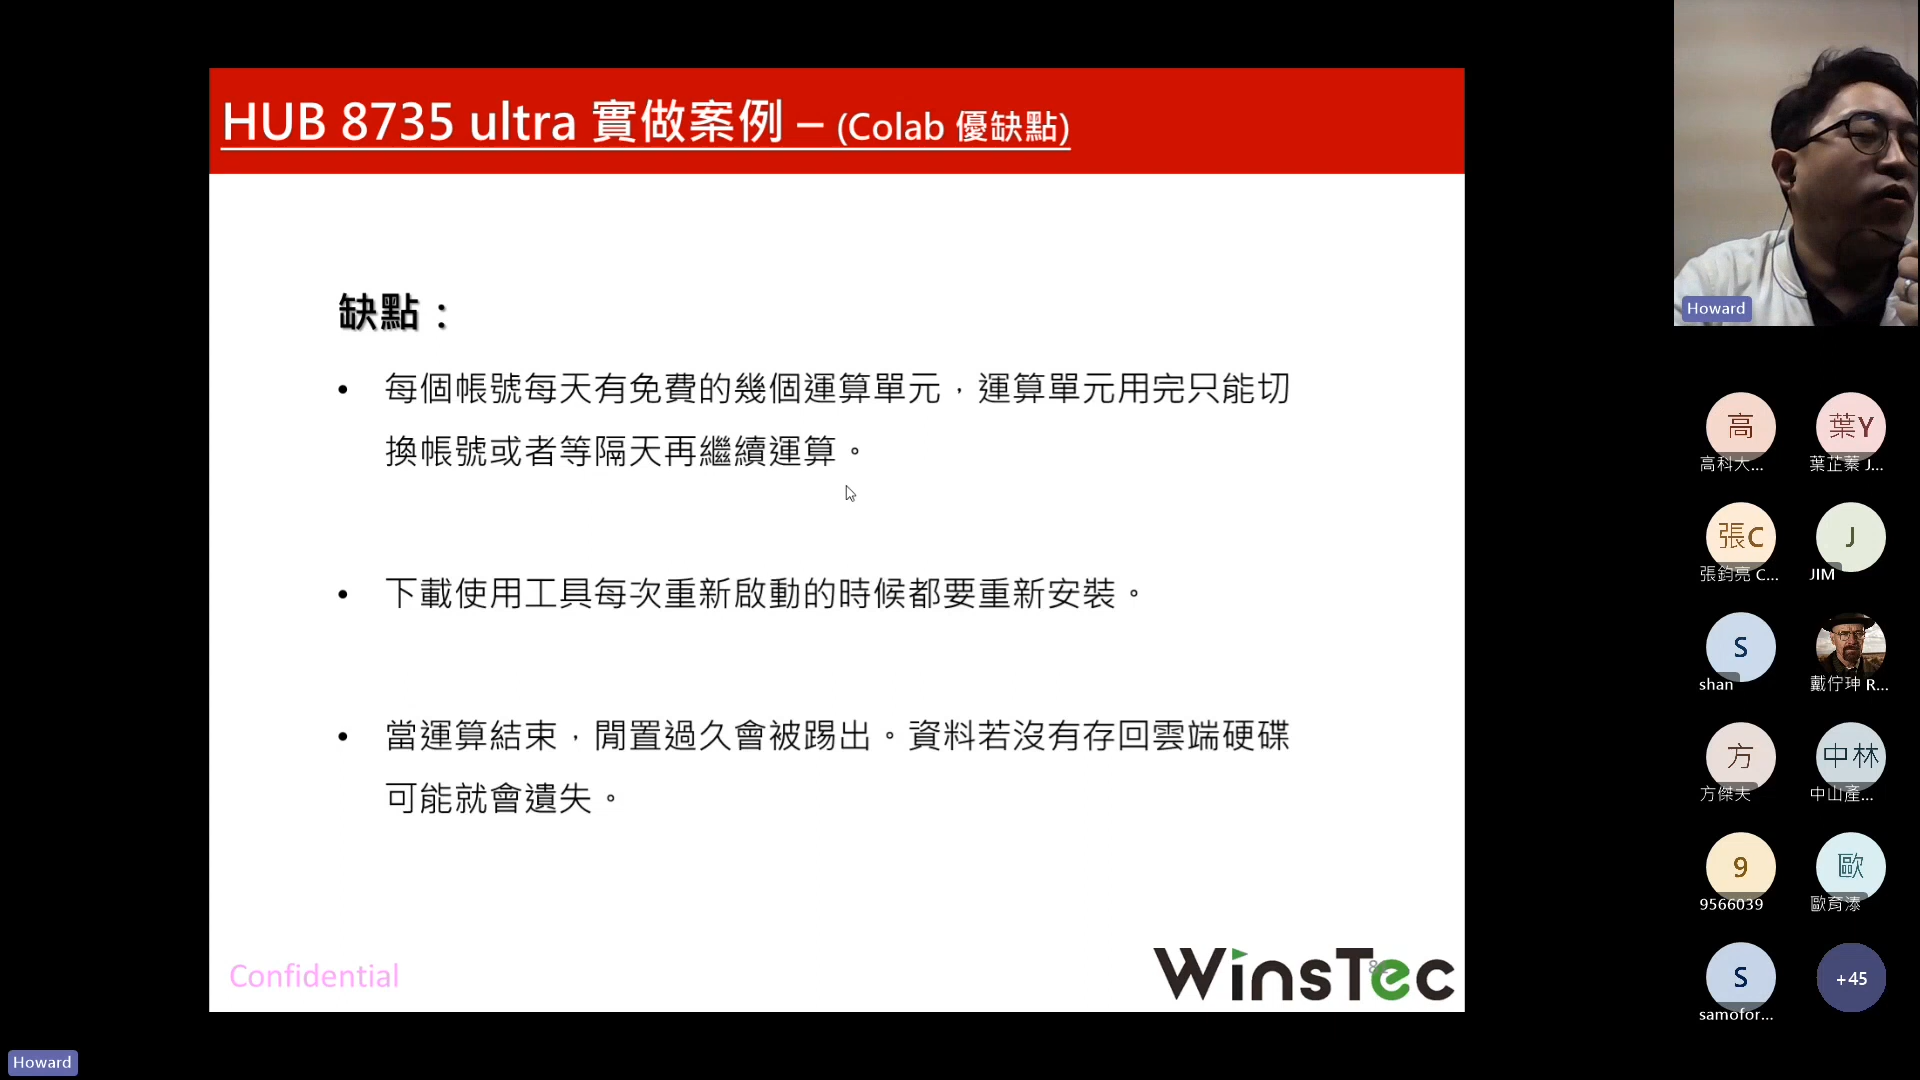 HUB 8735 ultra 實做案例 – (Colab 優缺點)
缺點：
• 每個帳號每天有免費的幾個運算單元，運算單元用完只能切
換帳號或者等隔天再繼續運算。
• 下載使用工具每次重新啟動的時候都要重新安裝。
• 當運算結束，閒置過久會被踢出。資料若沒有存回雲端硬碟
可能就會遺失。
Confidential
WinsTec
Howard
高
葉Y
高科大...
葉芷蓁 J...
張C
J
張鈞亮 C...
JIM
S
shan
戴佇珅 R...
方
中林
方傑夫
中山產...
9
歐
9566039
歐育溙
S
+45
samofor...
Howard